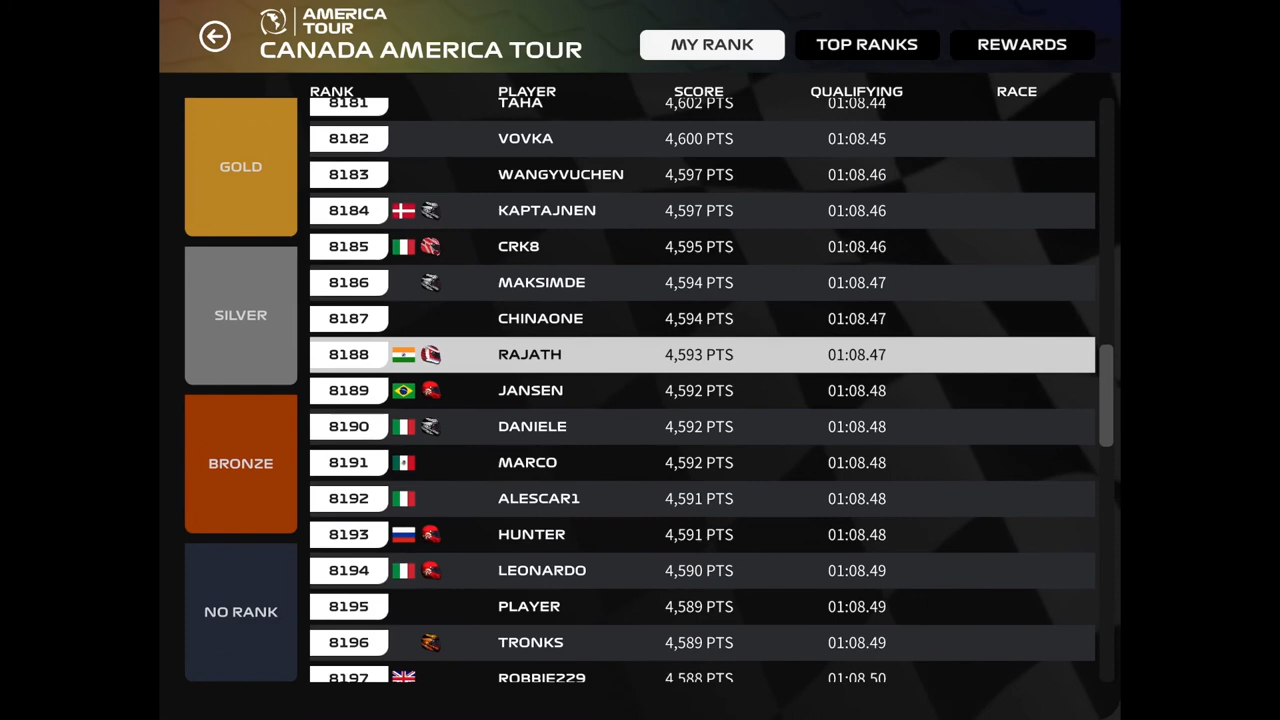 AMERICA
TOUR
CANADA AMERICA TOUR
MY RANK
TOP RANKS
REWARDS
RANK PLAYER SCORE QUALIFYING RACE
8181 TAHA 4,602 PTS 01:08.44
8182 VOVKA 4,600 PTS 01:08.45
8183 WANGYVUCHEN 4,597 PTS 01:08.46
8184 KAPTAJNEN 4,597 PTS 01:08.46
8185 CRK8 4,595 PTS 01:08.46
8186 MAKSIMDE 4,594 PTS 01:08.47
8187 CHINAONE 4,594 PTS 01:08.47
8188 RAJATH 4,593 PTS 01:08.47
8189 JANSEN 4,592 PTS 01:08.48
8190 DANIELE 4,592 PTS 01:08.48
8191 MARCO 4,592 PTS 01:08.48
8192 ALESCAR1 4,591 PTS 01:08.48
8193 HUNTER 4,591 PTS 01:08.48
8194 LEONARDO 4,590 PTS 01:08.49
8195 PLAYER 4,589 PTS 01:08.49
8196 TRONKS 4,589 PTS 01:08.49
8197 ROBBIE229 4,588 PTS 01:08.50
GOLD
SILVER
BRONZE
NO RANK